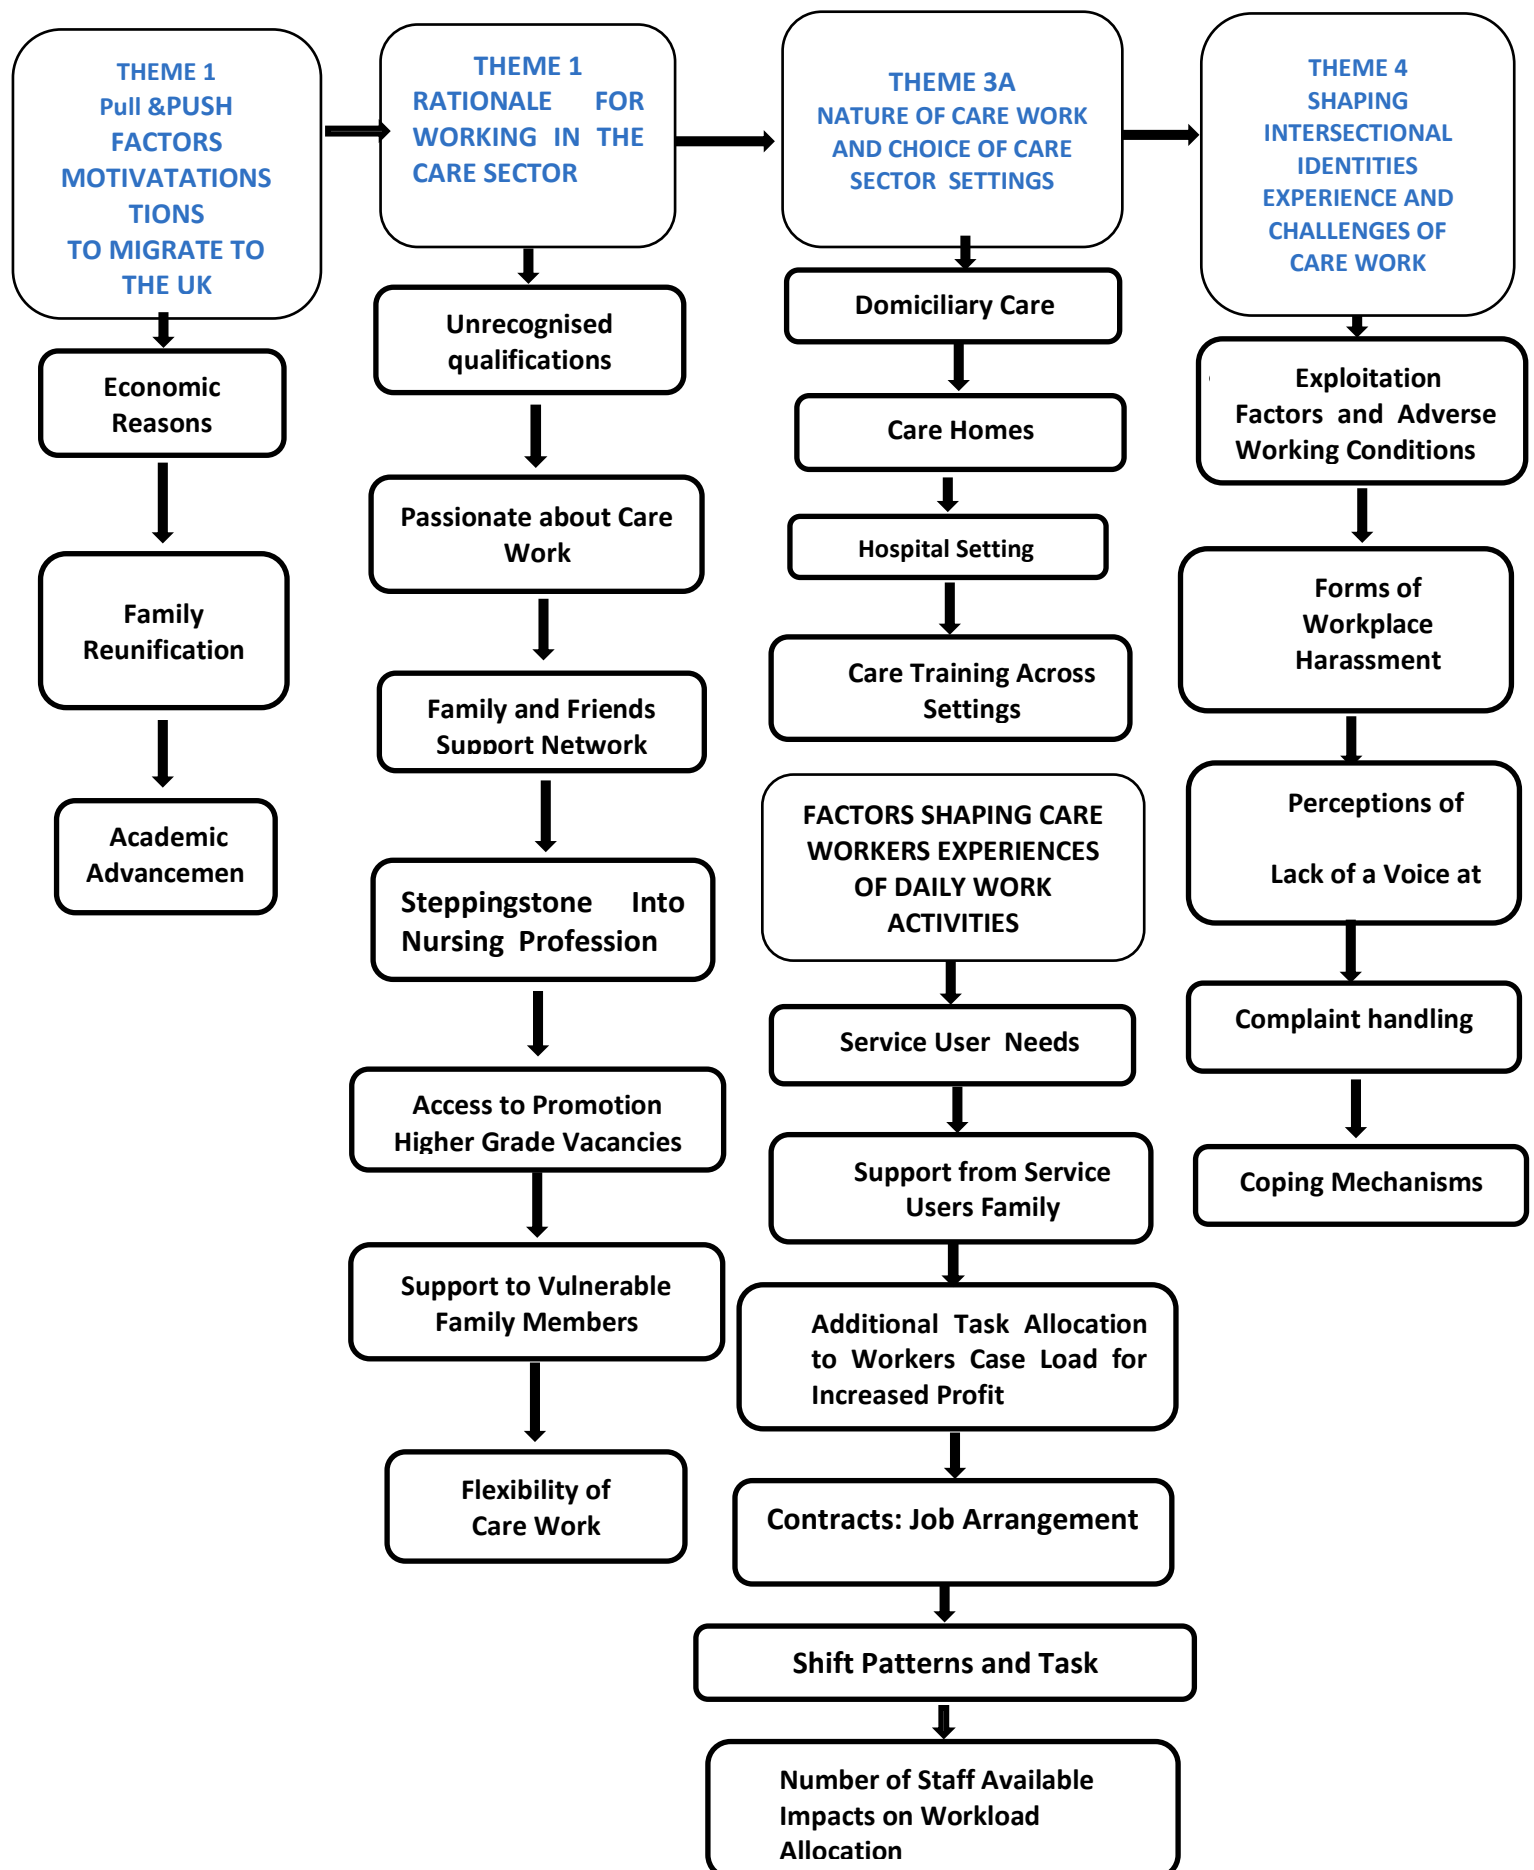 THEME 1
Pull &PUSH
FACTORS
MOTIVATATIONS
TIONS
TO MIGRATE TO
THE UK
Economic
Reasons
Family
Reunification
Academic
Advancemen
THEME 1
RATIONALE FOR
WORKING IN THE
CARE SECTOR
Unrecognised
qualifications
Passionate about Care
Work
Family and Friends
Support Network
Steppingstone Into
Nursing Profession
Access to Promotion
Higher Grade Vacancies
Support to Vulnerable
Family Members
Flexibility of
Care Work
THEME 3A
NATURE OF CARE WORK
AND CHOICE OF CARE
SECTOR SETTINGS
Domiciliary Care
Care Homes
Hospital Setting
Care Training Across
Settings
FACTORS SHAPING CARE
WORKERS EXPERIENCES
OF DAILY WORK
ACTIVITIES
Service User Needs
Support from Service
Users Family
Additional Task Allocation
to Workers Case Load for
Increased Profit
Contracts: Job Arrangement
Shift Patterns and Task
Number of Staff Available
Impacts on Workload
Allocation
THEME 4
SHAPING
INTERSECTIONAL
IDENTITIES
EXPERIENCE AND
CHALLENGES OF
CARE WORK
Exploitation
Factors and Adverse
Working Conditions
Forms of
Workplace
Harassment
Perceptions of
Lack of a Voice at
Complaint handling
Coping Mechanisms